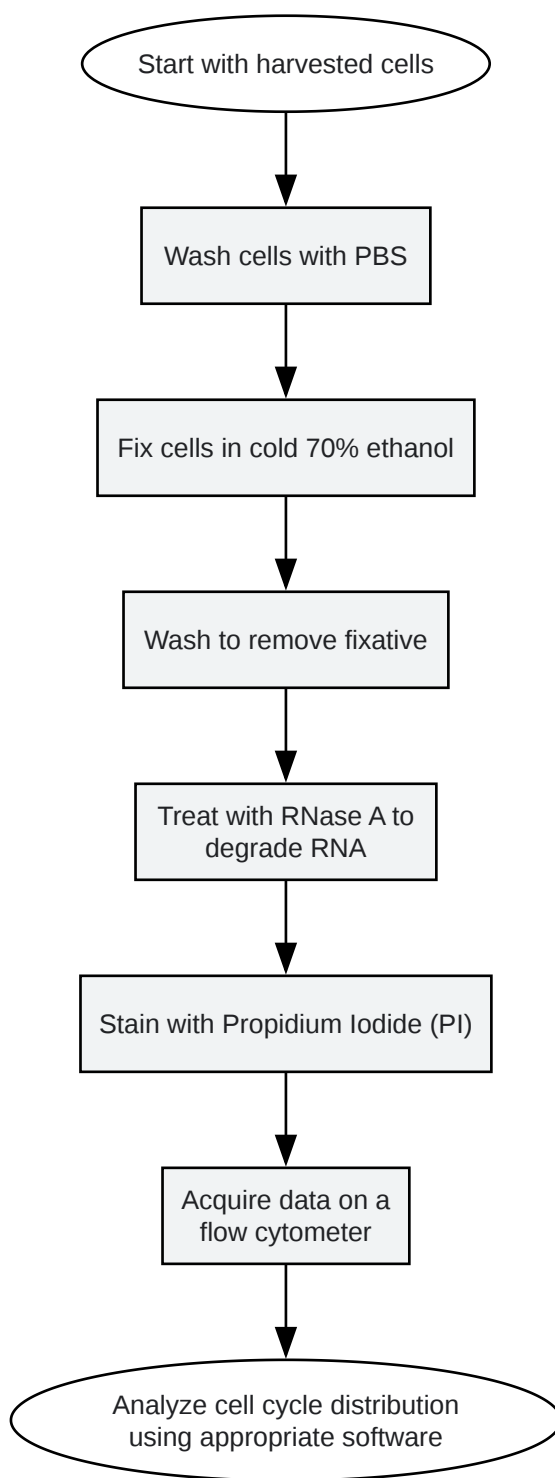 Start with harvested cells
Wash cells with PBS
Fix cells in cold 70% ethanol
Wash to remove fixative
Treat with RNase A to
degrade RNA
Stain with Propidium Iodide (PI)
Acquire data on a
flow cytometer
Analyze cell cycle distribution
using appropriate software